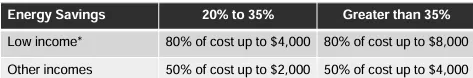 Energy Savings 20% to 35% Greater than 35%
Low income* 80% of cost up to $4,000 80% of cost up to $8,000
Other incomes 50% of cost up to $2,000 50% of cost up to $4,000